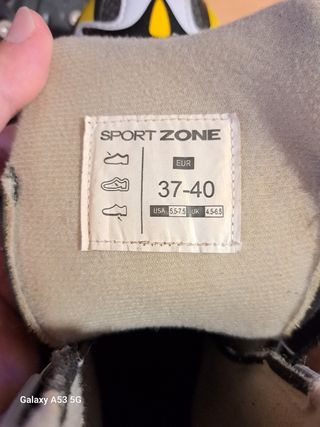 SPORT ZONE
EUR
37-40
USA 5.5-7.5 UK 4.5-6.5
Galaxy A53 5G